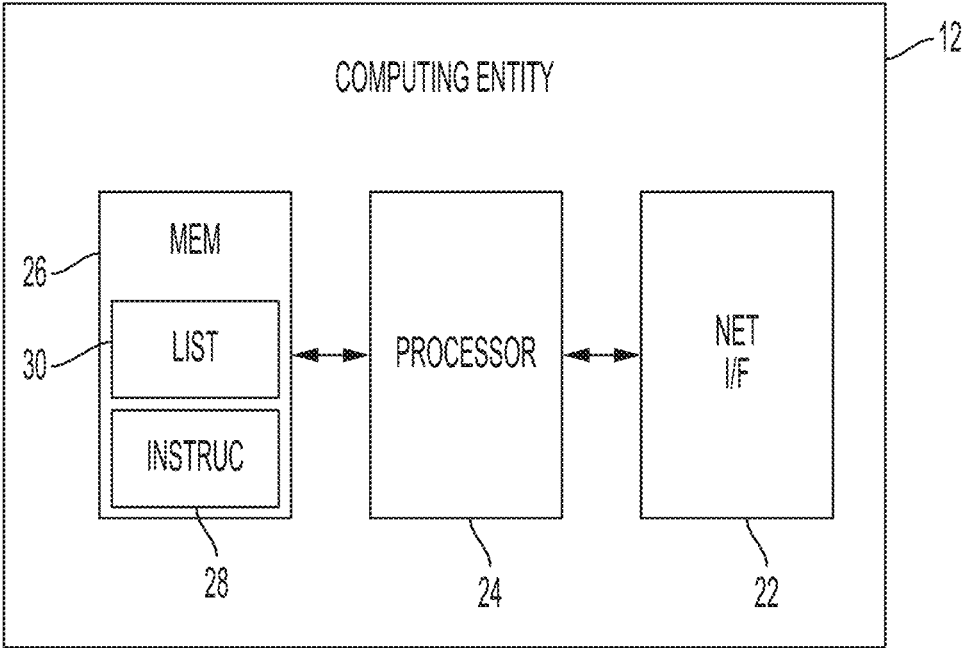 12
COMPUTING ENTITY
MEM
26
LIST
30
INSTRUC
28
PROCESSOR
24
NET
I/F
22